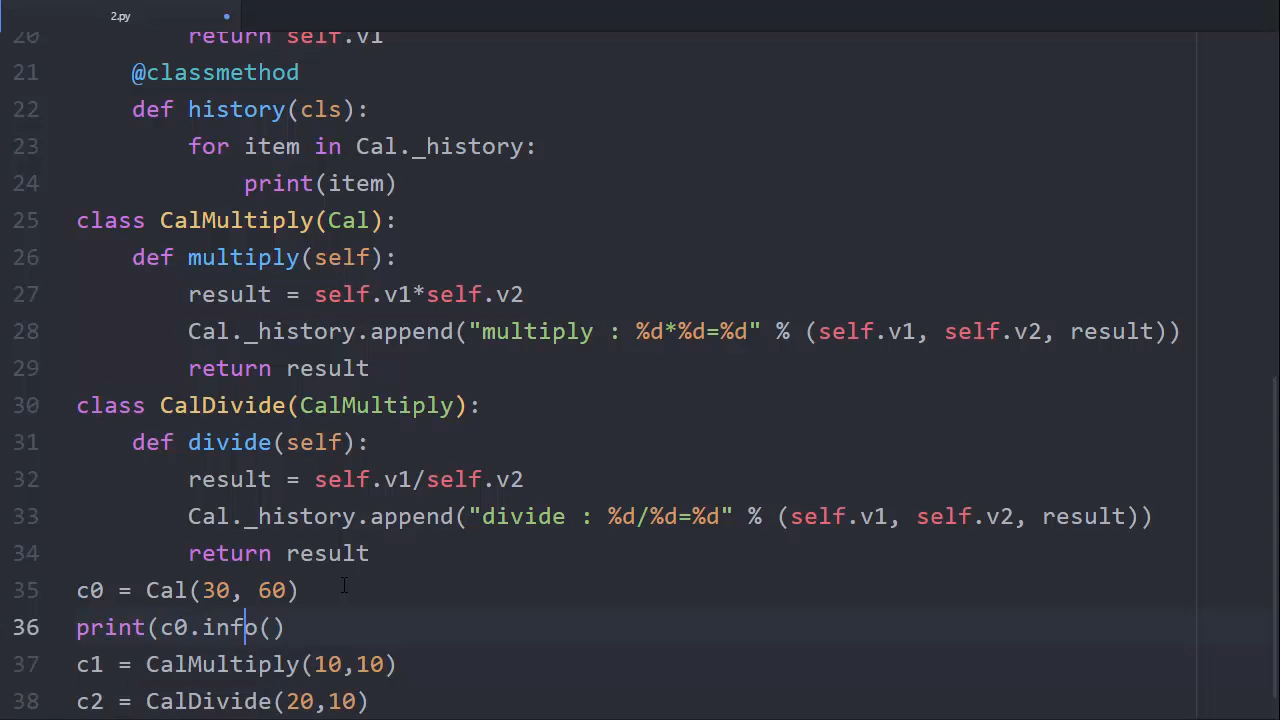 2.py
20         return self.v1
21     @classmethod
22     def history(cls):
23         for item in Cal._history:
24             print(item)
25 class CalMultiply(Cal):
26     def multiply(self):
27         result = self.v1*self.v2
28         Cal._history.append("multiply : %d*%d=%d" % (self.v1, self.v2, result))
29         return result
30 class CalDivide(CalMultiply):
31     def divide(self):
32         result = self.v1/self.v2
33         Cal._history.append("divide : %d/%d=%d" % (self.v1, self.v2, result))
34         return result
35 c0 = Cal(30, 60)
36 print(c0.info()
37 c1 = CalMultiply(10,10)
38 c2 = CalDivide(20,10)